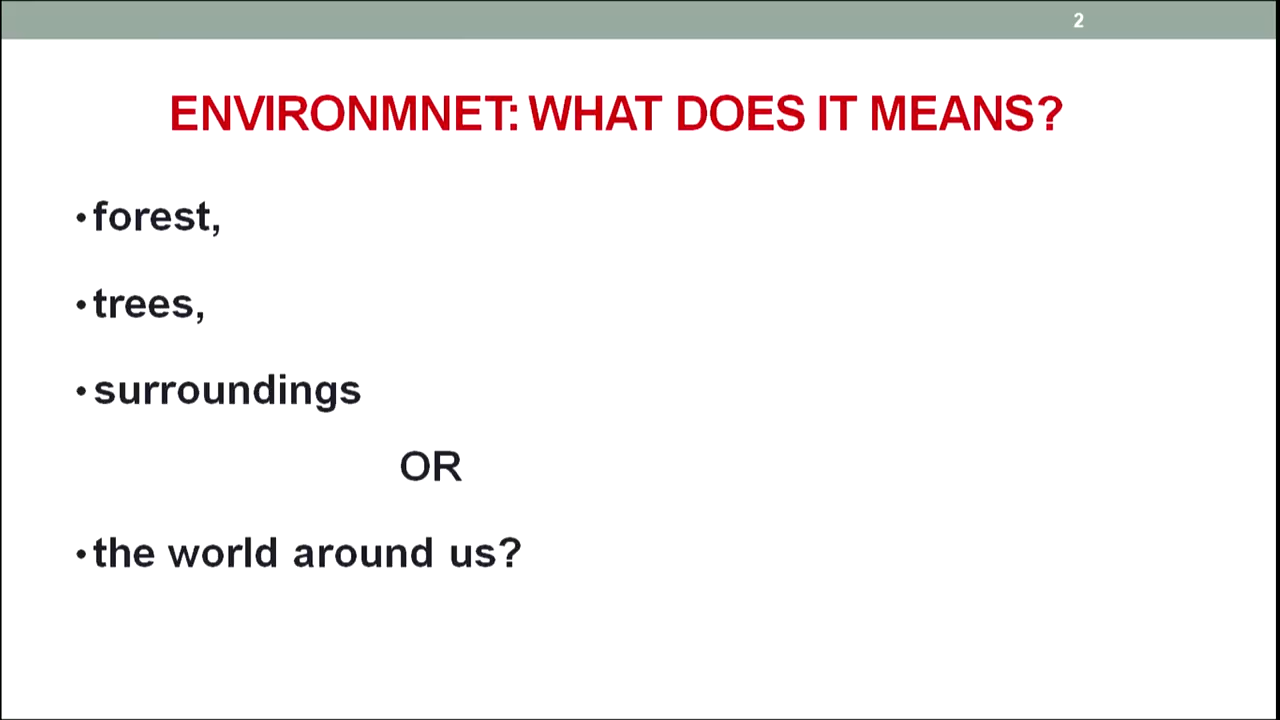 2
ENVIRONMNET: WHAT DOES IT MEANS?
•forest,
•trees,
•surroundings
OR
•the world around us?